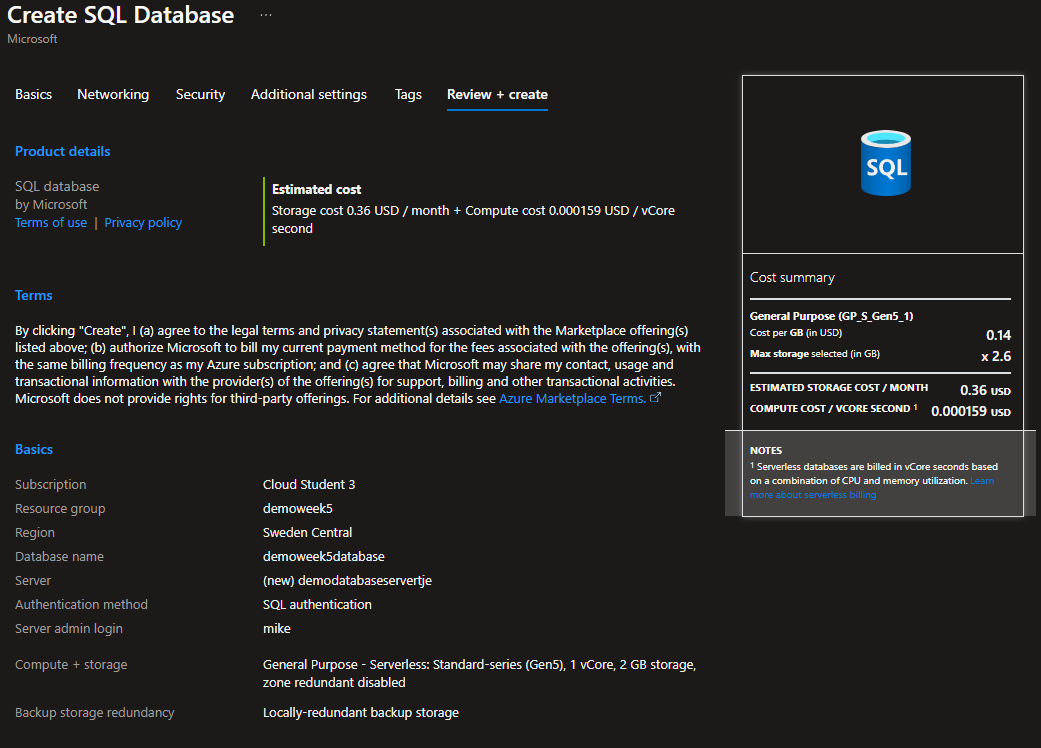 Create SQL Database ...
Microsoft
Basics Networking Security Additional settings Tags Review + create
Product details
SQL database
by Microsoft
Terms of use | Privacy policy
Estimated cost
Storage cost 0.36 USD / month + Compute cost 0.000159 USD / vCore
second
Terms
By clicking "Create", I (a) agree to the legal terms and privacy statement(s) associated with the Marketplace offering(s)
listed above; (b) authorize Microsoft to bill my current payment method for the fees associated with the offering(s), with
the same billing frequency as my Azure subscription; and (c) agree that Microsoft may share my contact, usage and
transactional information with the provider(s) of the offering(s) for support, billing and other transactional activities.
Microsoft does not provide rights for third-party offerings. For additional details see Azure Marketplace Terms.
Basics
Subscription Cloud Student 3
Resource group demoweek5
Region Sweden Central
Database name demoweek5database
Server (new) demodatabaseservertje
Authentication method SQL authentication
Server admin login mike
Compute + storage General Purpose - Serverless: Standard-series (Gen5), 1 vCore, 2 GB storage,
zone redundant disabled
Backup storage redundancy Locally-redundant backup storage
SQL
Cost summary
General Purpose (GP_S_Gen5_1)
Cost per GB (in USD) 0.14
Max storage selected (in GB) x 2.6
ESTIMATED STORAGE COST / MONTH 0.36 USD
COMPUTE COST / VCORE SECOND ¹ 0.000159 USD
NOTES
¹ Serverless databases are billed in vCore seconds based
on a combination of CPU and memory utilization. Learn
more about serverless billing